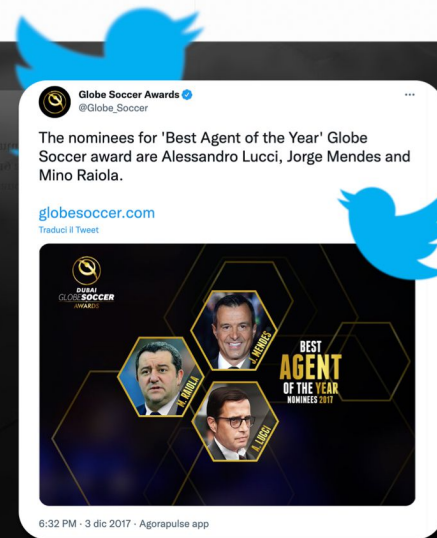 Globe Soccer Awards
@Globe_Soccer
The nominees for 'Best Agent of the Year' Globe
Soccer award are Alessandro Lucci, Jorge Mendes and
Mino Raiola.
globesoccer.com
Traduci il Tweet
DUBAI
GLOBESOCCER
AWARDS
J. MENDES
M. RAIOLA
A. LUCCI
BEST
AGENT
OF THE YEAR
NOMINEES 2017
6:32 PM · 3 dic 2017 · Agorapulse app